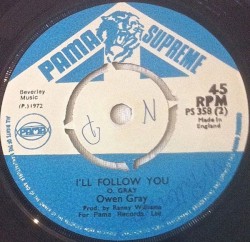 PAMA SUPREME
Beverley
Music
(P.) 1972
45
RPM
PS 358 (2)
Made in
England
PAMA
I'LL FOLLOW YOU
O. GRAY
Owen Gray
Prod. by Ranny Williams
For Pama Records Ltd.